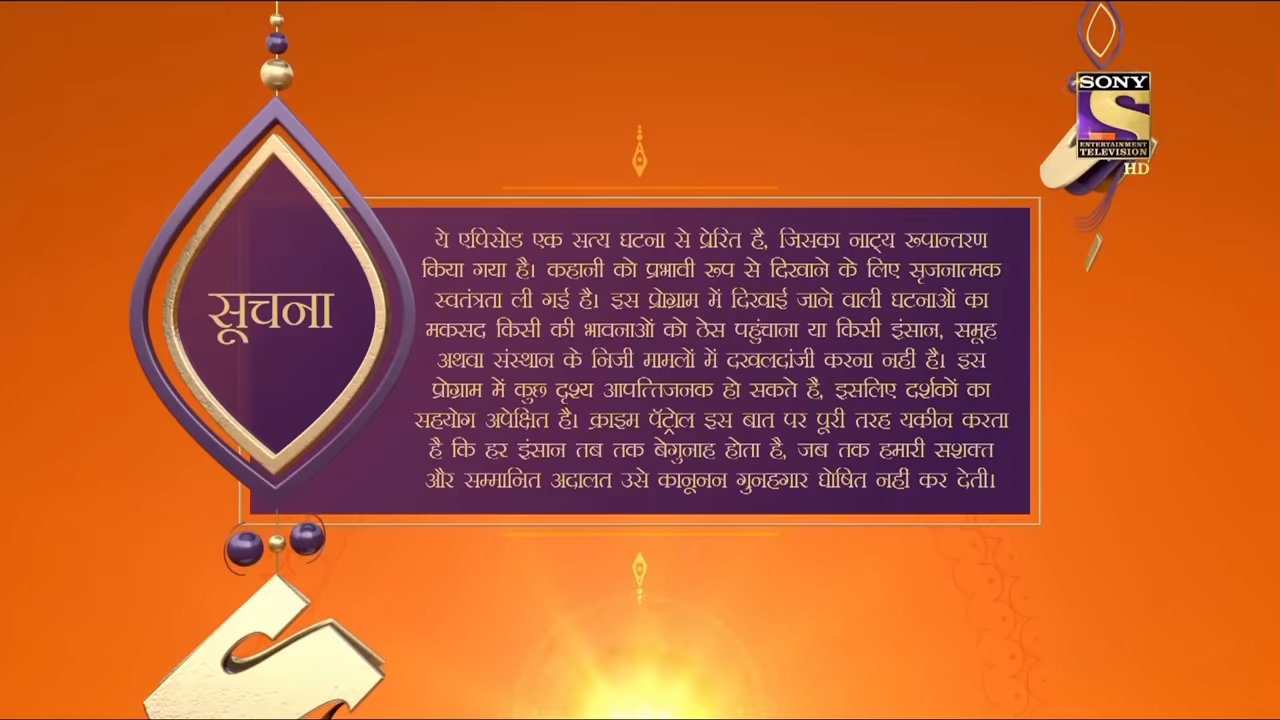 SONY
ENTERTAINMENT
TELEVISION
HD
सूचना
ये एपिसोड एक सत्य घटना से प्रेरित है, जिसका नाट्य रूपान्तरण
किया गया है। कहानी को प्रभावी रूप से दिखाने के लिए सृजनात्मक
स्वतंत्रता ली गई है। इस प्रोग्राम में दिखाई जाने वाली घटनाओं का
मकसद किसी की भावनाओं को ठेस पहुंचाना या किसी इंसान, समूह
अथवा संस्थान के निजी मामलों में दखलदांजी करना नहीं है। इस
प्रोग्राम में कुछ दृश्य आपत्तिजनक हो सकते है, इसलिए दर्शकों का
सहयोग अपेक्षित है। क्राइम पॅट्रोल इस बात पर पूरी तरह यकीन करता
है कि हर इंसान तब तक बेगुनाह होता है, जब तक हमारी सशक्त
और सम्मानित अदालत उसे कानूनन गुनहगार घोषित नहीं कर देती।